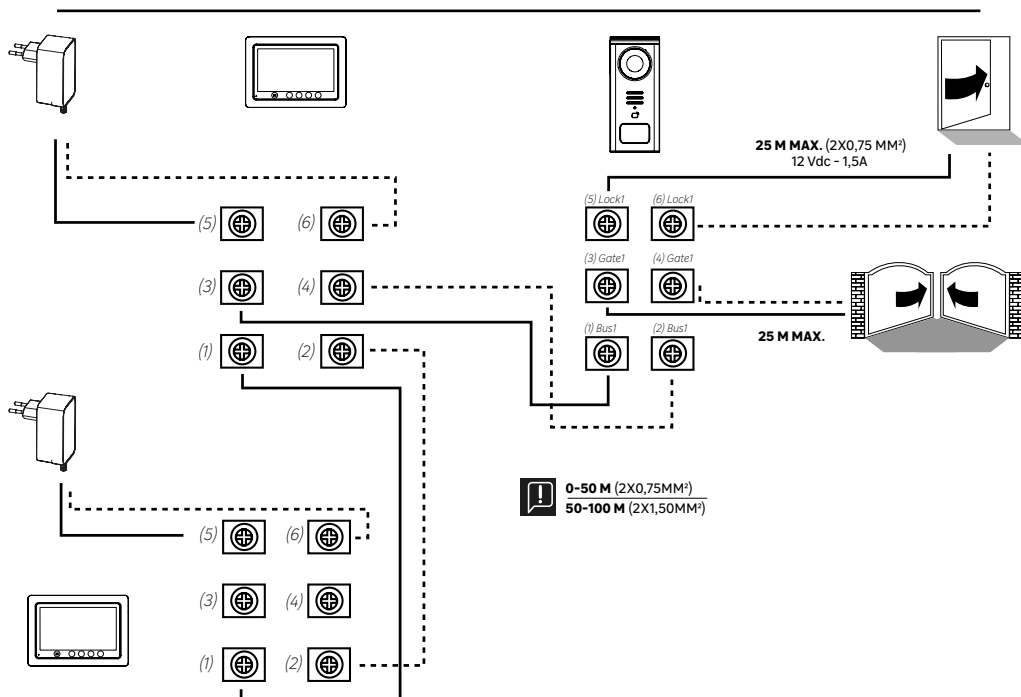 25 M MAX. (2X0,75 MM²)
12 Vdc - 1,5A
(5) Lock1 (6) Lock1
(5) (6)
(3) Gate1 (4) Gate1
(3) (4)
(1) Bus1 (2) Bus1
25 M MAX.
(1) (2)
0-50 M (2X0,75MM²)
50-100 M (2X1,50MM²)
(5) (6)
(3) (4)
(1) (2)